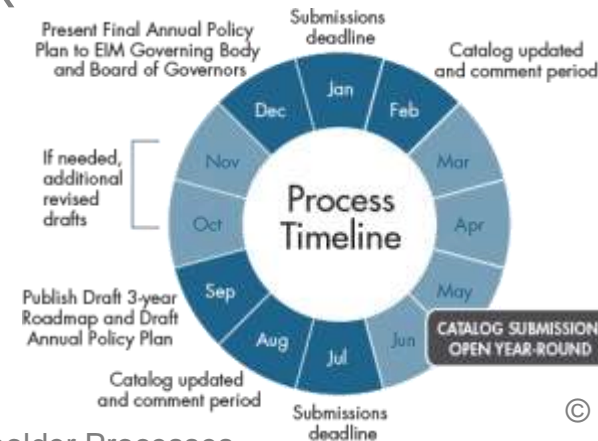 Submissions
deadline
Present Final Annual Policy
Plan to EIM Governing Body
and Board of Governors
Catalog updated
and comment period
Dec
Jan
Feb
If needed,
additional
revised
drafts
Nov
Mar
Process
Timeline
Oct
Apr
Sep
May
Publish Draft 3-year
Roadmap and Draft
Annual Policy Plan
Aug
Jul
Jun
CATALOG SUBMISSION
OPEN YEAR-ROUND
Catalog updated
and comment period
Submissions
deadline
©